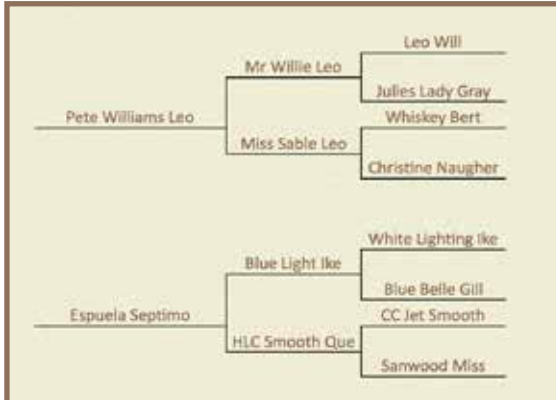 Leo Will
Mr Willie Leo
Julies Lady Gray
Pete Williams Leo
Whiskey Bert
Miss Sable Leo
Christine Naugher
White Lighting Ike
Blue Light Ike
Blue Belle Gill
Espuela Septimo
CC Jet Smooth
HLC Smooth Que
Sanwood Miss